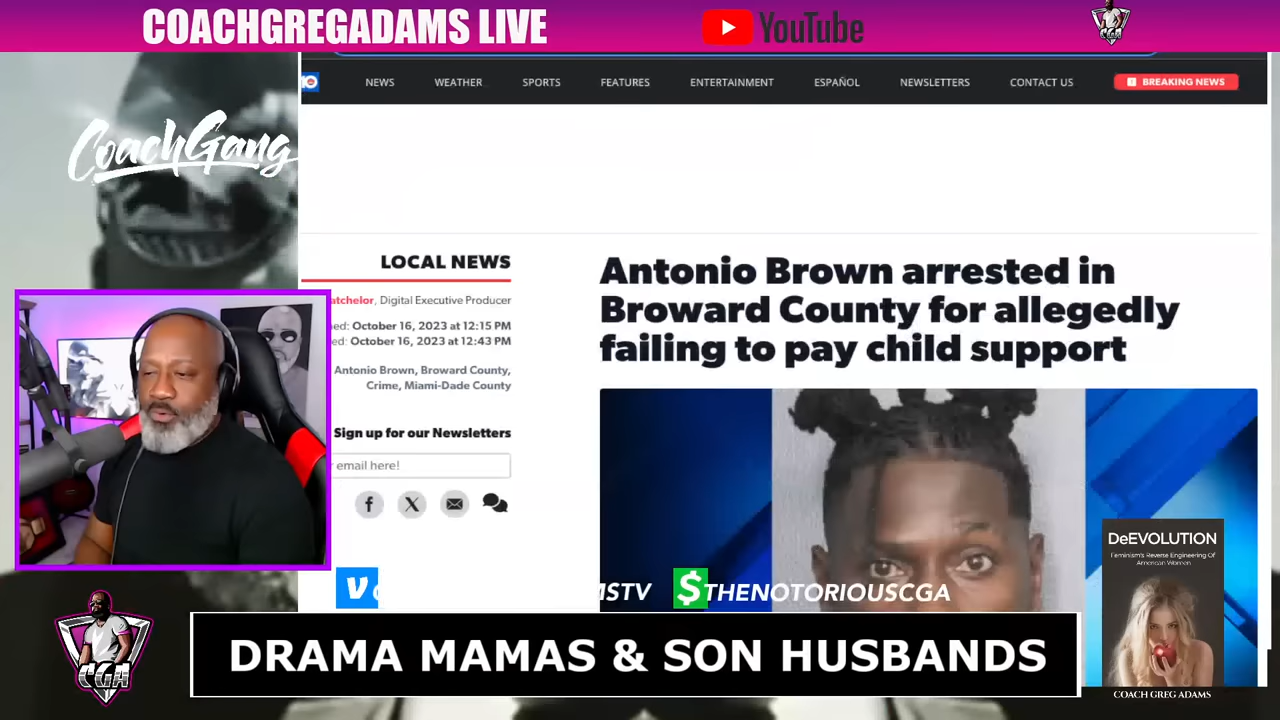 COACHGREGADAMS LIVE
YouTube
CoachGang
10
NEWS
WEATHER
SPORTS
FEATURES
ENTERTAINMENT
ESPAÑOL
NEWSLETTERS
CONTACT US
BREAKING NEWS
LOCAL NEWS
atchelor, Digital Executive Producer
ed: October 16, 2023 at 12:15 PM
ed: October 16, 2023 at 12:43 PM
Antonio Brown, Broward County,
Crime, Miami-Dade County
Sign up for our Newsletters
email here!
Antonio Brown arrested in
Broward County for allegedly
failing to pay child support
MSTV
$THENOTORIOUSCGA
DeEVOLUTION
Feminism's Reverse Engineering Of
American Women
COACH GREG ADAMS
CGA
DRAMA MAMAS & SON HUSBANDS